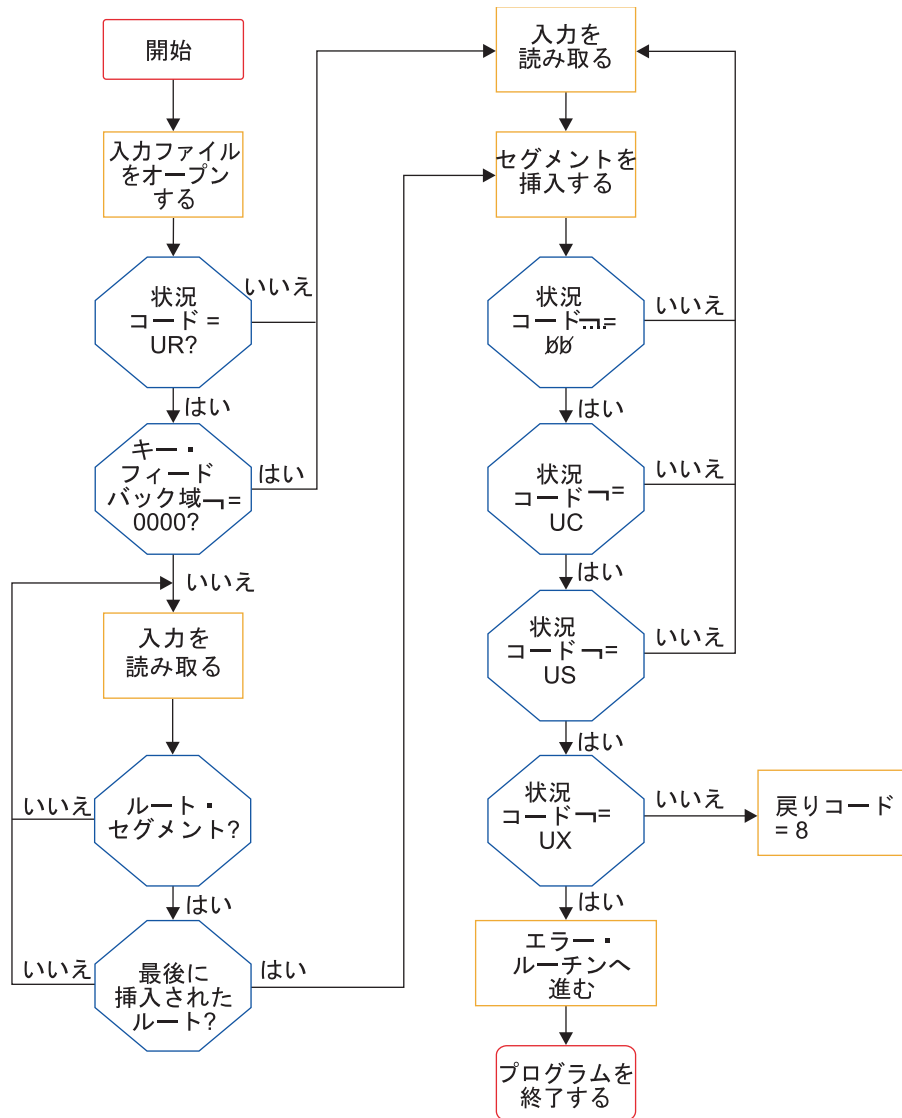 開始
入力ファイル
をオープン
する
状況
コード =
UR?
いいえ
はい
キー・
フィード
バック域¬=
0000?
はい
いいえ
入力を
読み取る
ルート・
セグメント?
いいえ
はい
最後に
挿入された
ルート?
いいえ
はい
入力を
読み取る
セグメントを
挿入する
状況
コード¬=
b̸b̸
いいえ
はい
状況
コード¬=
UC
いいえ
はい
状況
コード¬=
US
いいえ
はい
状況
コード¬=
UX
いいえ
戻りコード
= 8
はい
エラー・
ルーチンへ
進む
プログラムを
終了する